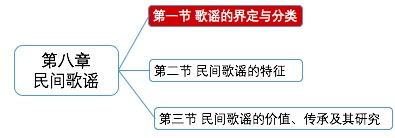 第八章
民间歌谣
第一节 歌谣的界定与分类
第二节 民间歌谣的特征
第三节 民间歌谣的价值、传承及其研究